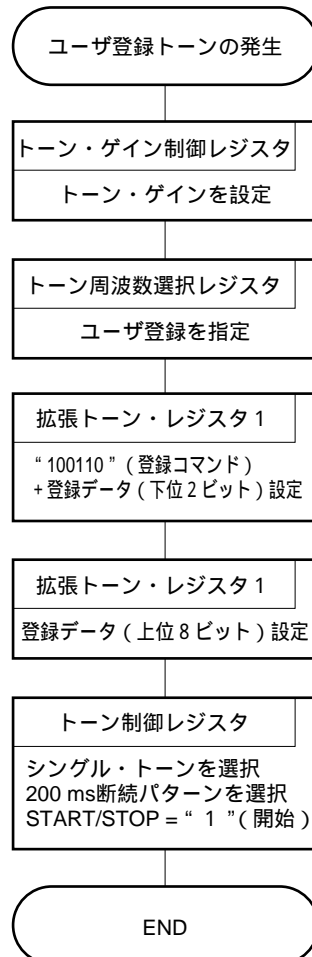 ユーザ登録トーンの発生
トーン・ゲイン制御レジスタ
トーン・ゲインを設定
トーン周波数選択レジスタ
ユーザ登録を指定
拡張トーン・レジスタ1
“100110”(登録コマンド)
+登録データ(下位2ビット)設定
拡張トーン・レジスタ1
登録データ(上位8ビット)設定
トーン制御レジスタ
シングル・トーンを選択
200 ms断続パターンを選択
START/STOP = “ 1 ”(開始)
END